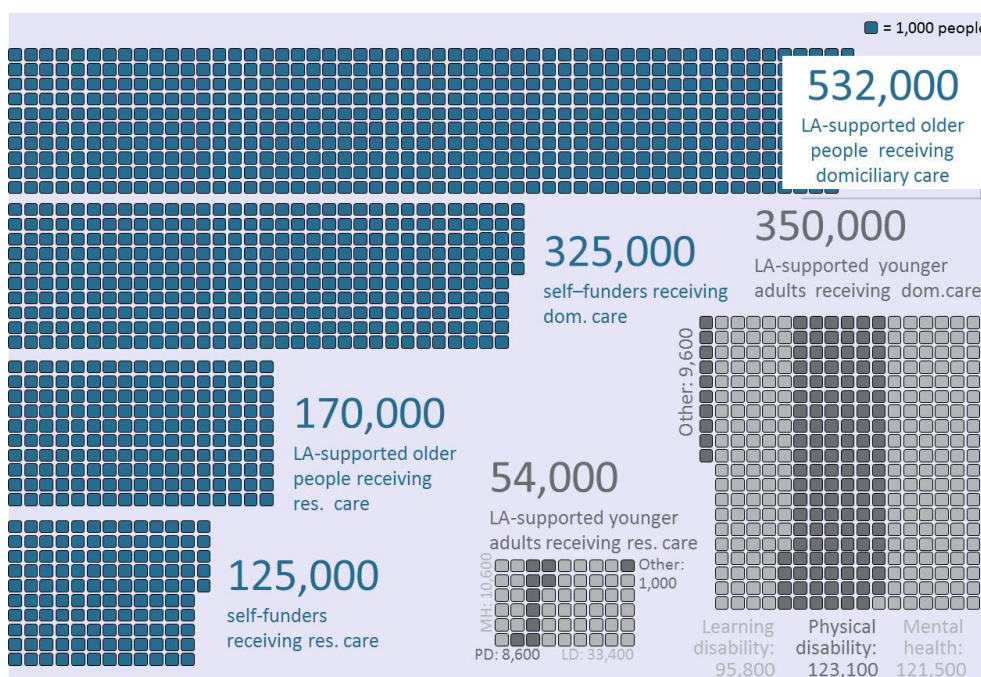 = 1,000 people
532,000
LA-supported older
people receiving
domiciliary care
325,000
self–funders receiving
dom. care
350,000
LA-supported younger
adults receiving dom.care
Other: 9,600
170,000
LA-supported older
people receiving
res. care
54,000
LA-supported younger
adults receiving res. care
MH: 10,600
Other:
1,000
PD: 8,600
LD: 33,400
125,000
self-funders
receiving res. care
Learning
disability:
95,800
Physical
disability:
123,100
Mental
health:
121,500